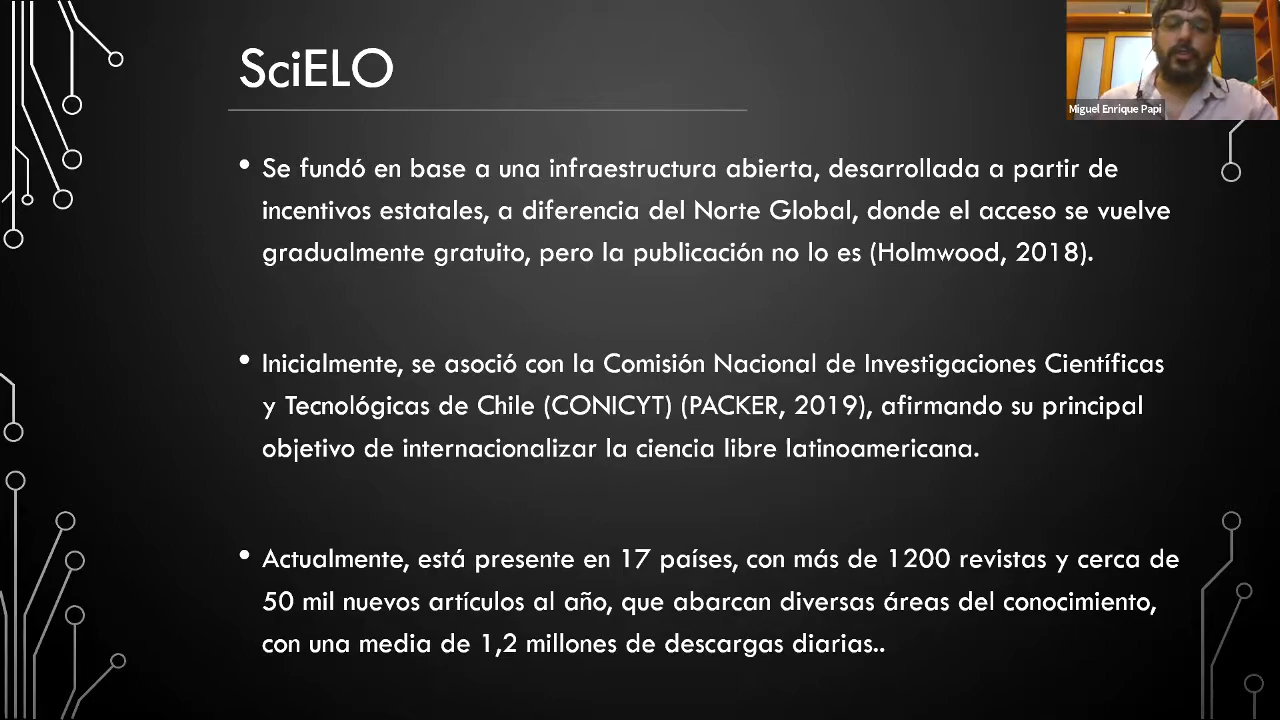 SciELO
Miguel Enrique Papi
• Se fundó en base a una infraestructura abierta, desarrollada a partir de
incentivos estatales, a diferencia del Norte Global, donde el acceso se vuelve
gradualmente gratuito, pero la publicación no lo es (Holmwood, 2018).
• Inicialmente, se asoció con la Comisión Nacional de Investigaciones Científicas
y Tecnológicas de Chile (CONICYT) (PACKER, 2019), afirmando su principal
objetivo de internacionalizar la ciencia libre latinoamericana.
• Actualmente, está presente en 17 países, con más de 1200 revistas y cerca de
50 mil nuevos artículos al año, que abarcan diversas áreas del conocimiento,
con una media de 1,2 millones de descargas diarias..